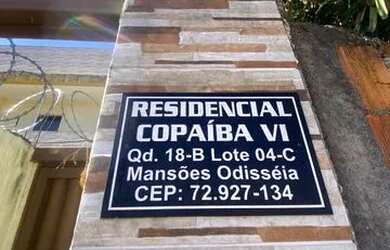 RESIDENCIAL
COPAÍBA VI
Qd. 18-B Lote 04-C
Mansões Odisséia
CEP: 72.927-134